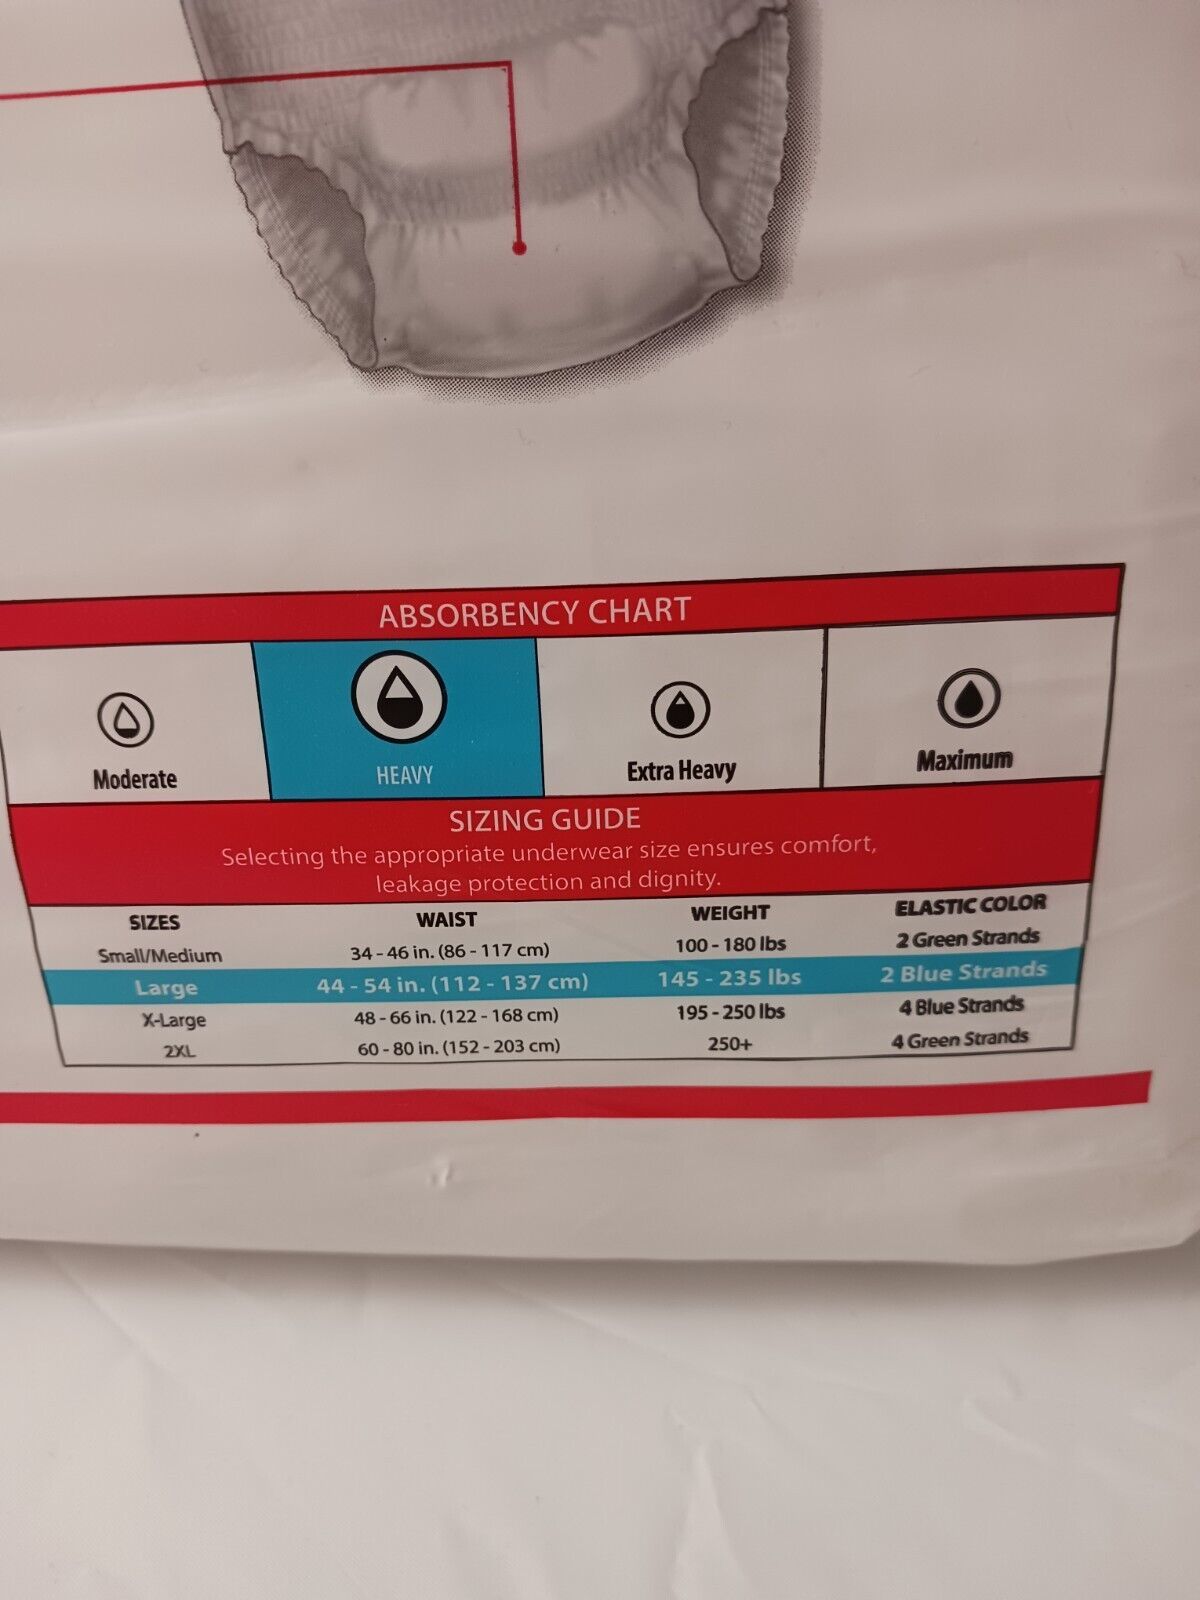 ABSORBENCY CHART
Moderate HEAVY Extra Heavy Maximum
SIZING GUIDE
Selecting the appropriate underwear size ensures comfort,
leakage protection and dignity.
SIZES WAIST WEIGHT ELASTIC COLOR
Small/Medium 34 - 46 in. (86 - 117 cm) 100 - 180 lbs 2 Green Strands
Large 44 - 54 in. (112 - 137 cm) 145 - 235 lbs 2 Blue Strands
X-Large 48 - 66 in. (122 - 168 cm) 195 - 250 lbs 4 Blue Strands
2XL 60 - 80 in. (152 - 203 cm) 250+ 4 Green Strands